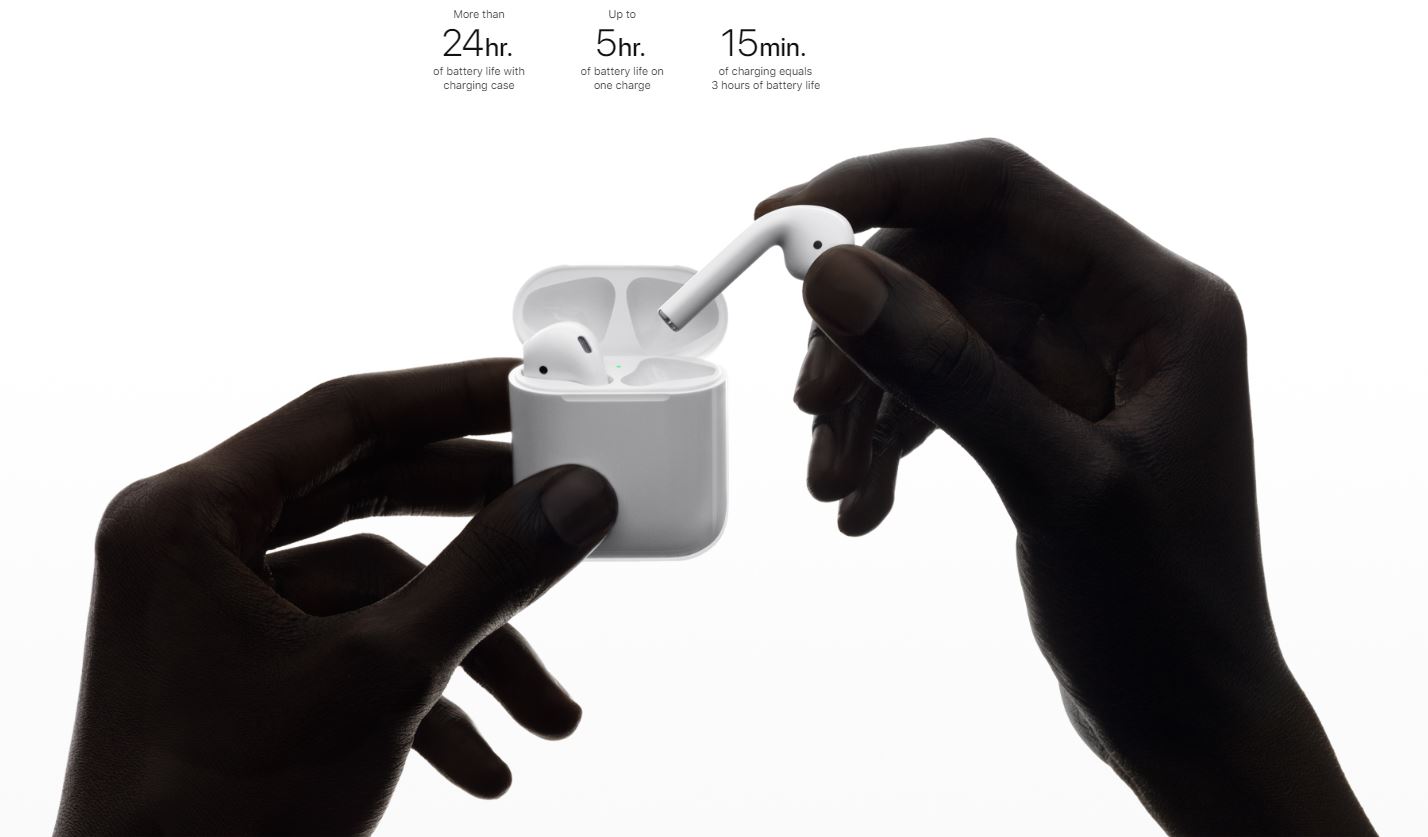 More than
24hr.
of battery life with
charging case
Up to
5hr.
of battery life on
one charge
15min.
of charging equals
3 hours of battery life